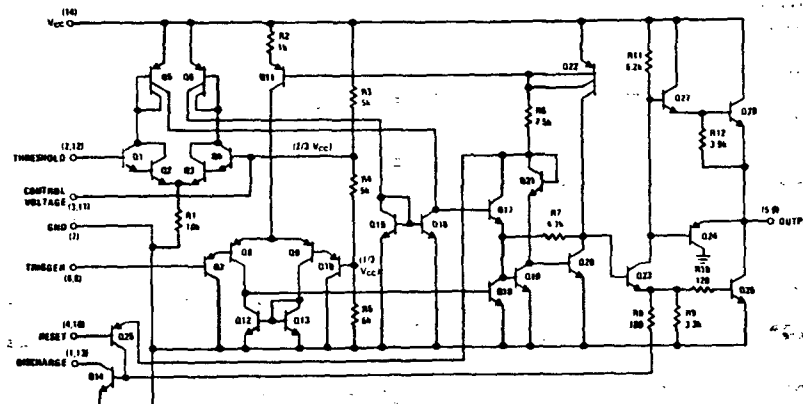 VCC (14)
R2
1k
R11
6.2k
Q5
Q6
Q11
Q22
Q27
Q28
R3
5k
R6
7.5k
R12
3.9k
THRESHOLD (2,12)
Q1
Q2
Q3
(2/3 VCC)
R4
5k
Q21
CONTROL
VOLTAGE
(3,11)
R1
10k
Q15
Q16
Q17
R7
4.7k
GND
(7)
(5,9)
OUTP
Q24
(1/3
VCC)
TRIGGER
(6,8)
Q7
Q8
Q9
Q10
Q18
Q19
Q20
Q23
R10
120
Q26
R5
5k
Q12
Q13
R8
100
R9
3.3k
(4,10)
RESET
Q25
(1,13)
DISCHARGE
Q14